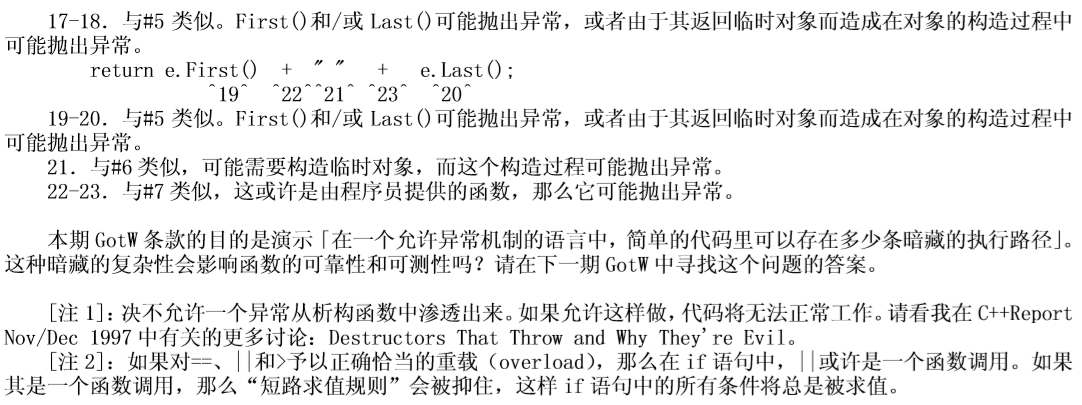 17-18．与#5 类似。First()和/或 Last()可能抛出异常，或者由于其返回临时对象而造成在对象的构造过程中
可能抛出异常。
return e.First() + ″ ″ + e.Last();
^19^ ^22^^21^ ^23^ ^20^
19-20．与#5 类似。First()和/或 Last()可能抛出异常，或者由于其返回临时对象而造成在对象的构造过程中
可能抛出异常。
21．与#6 类似，可能需要构造临时对象，而这个构造过程可能抛出异常。
22-23．与#7 类似，这或许是由程序员提供的函数，那么它可能抛出异常。
本期 GotW 条款的目的是演示「在一个允许异常机制的语言中，简单的代码里可以存在多少条暗藏的执行路径」。
这种暗藏的复杂性会影响函数的可靠性和可测性吗？请在下一期 GotW 中寻找这个问题的答案。
[注 1]：决不允许一个异常从析构函数中渗透出来。如果允许这样做，代码将无法正常工作。请看我在 C++Report
Nov/Dec 1997 中有关的更多讨论：Destructors That Throw and Why They're Evil。
[注 2]：如果对==、||和>予以正确恰当的重载（overload），那么在 if 语句中，||或许是一个函数调用。如果
其是一个函数调用，那么“短路求值规则”会被抑住，这样 if 语句中的所有条件将总是被求值。